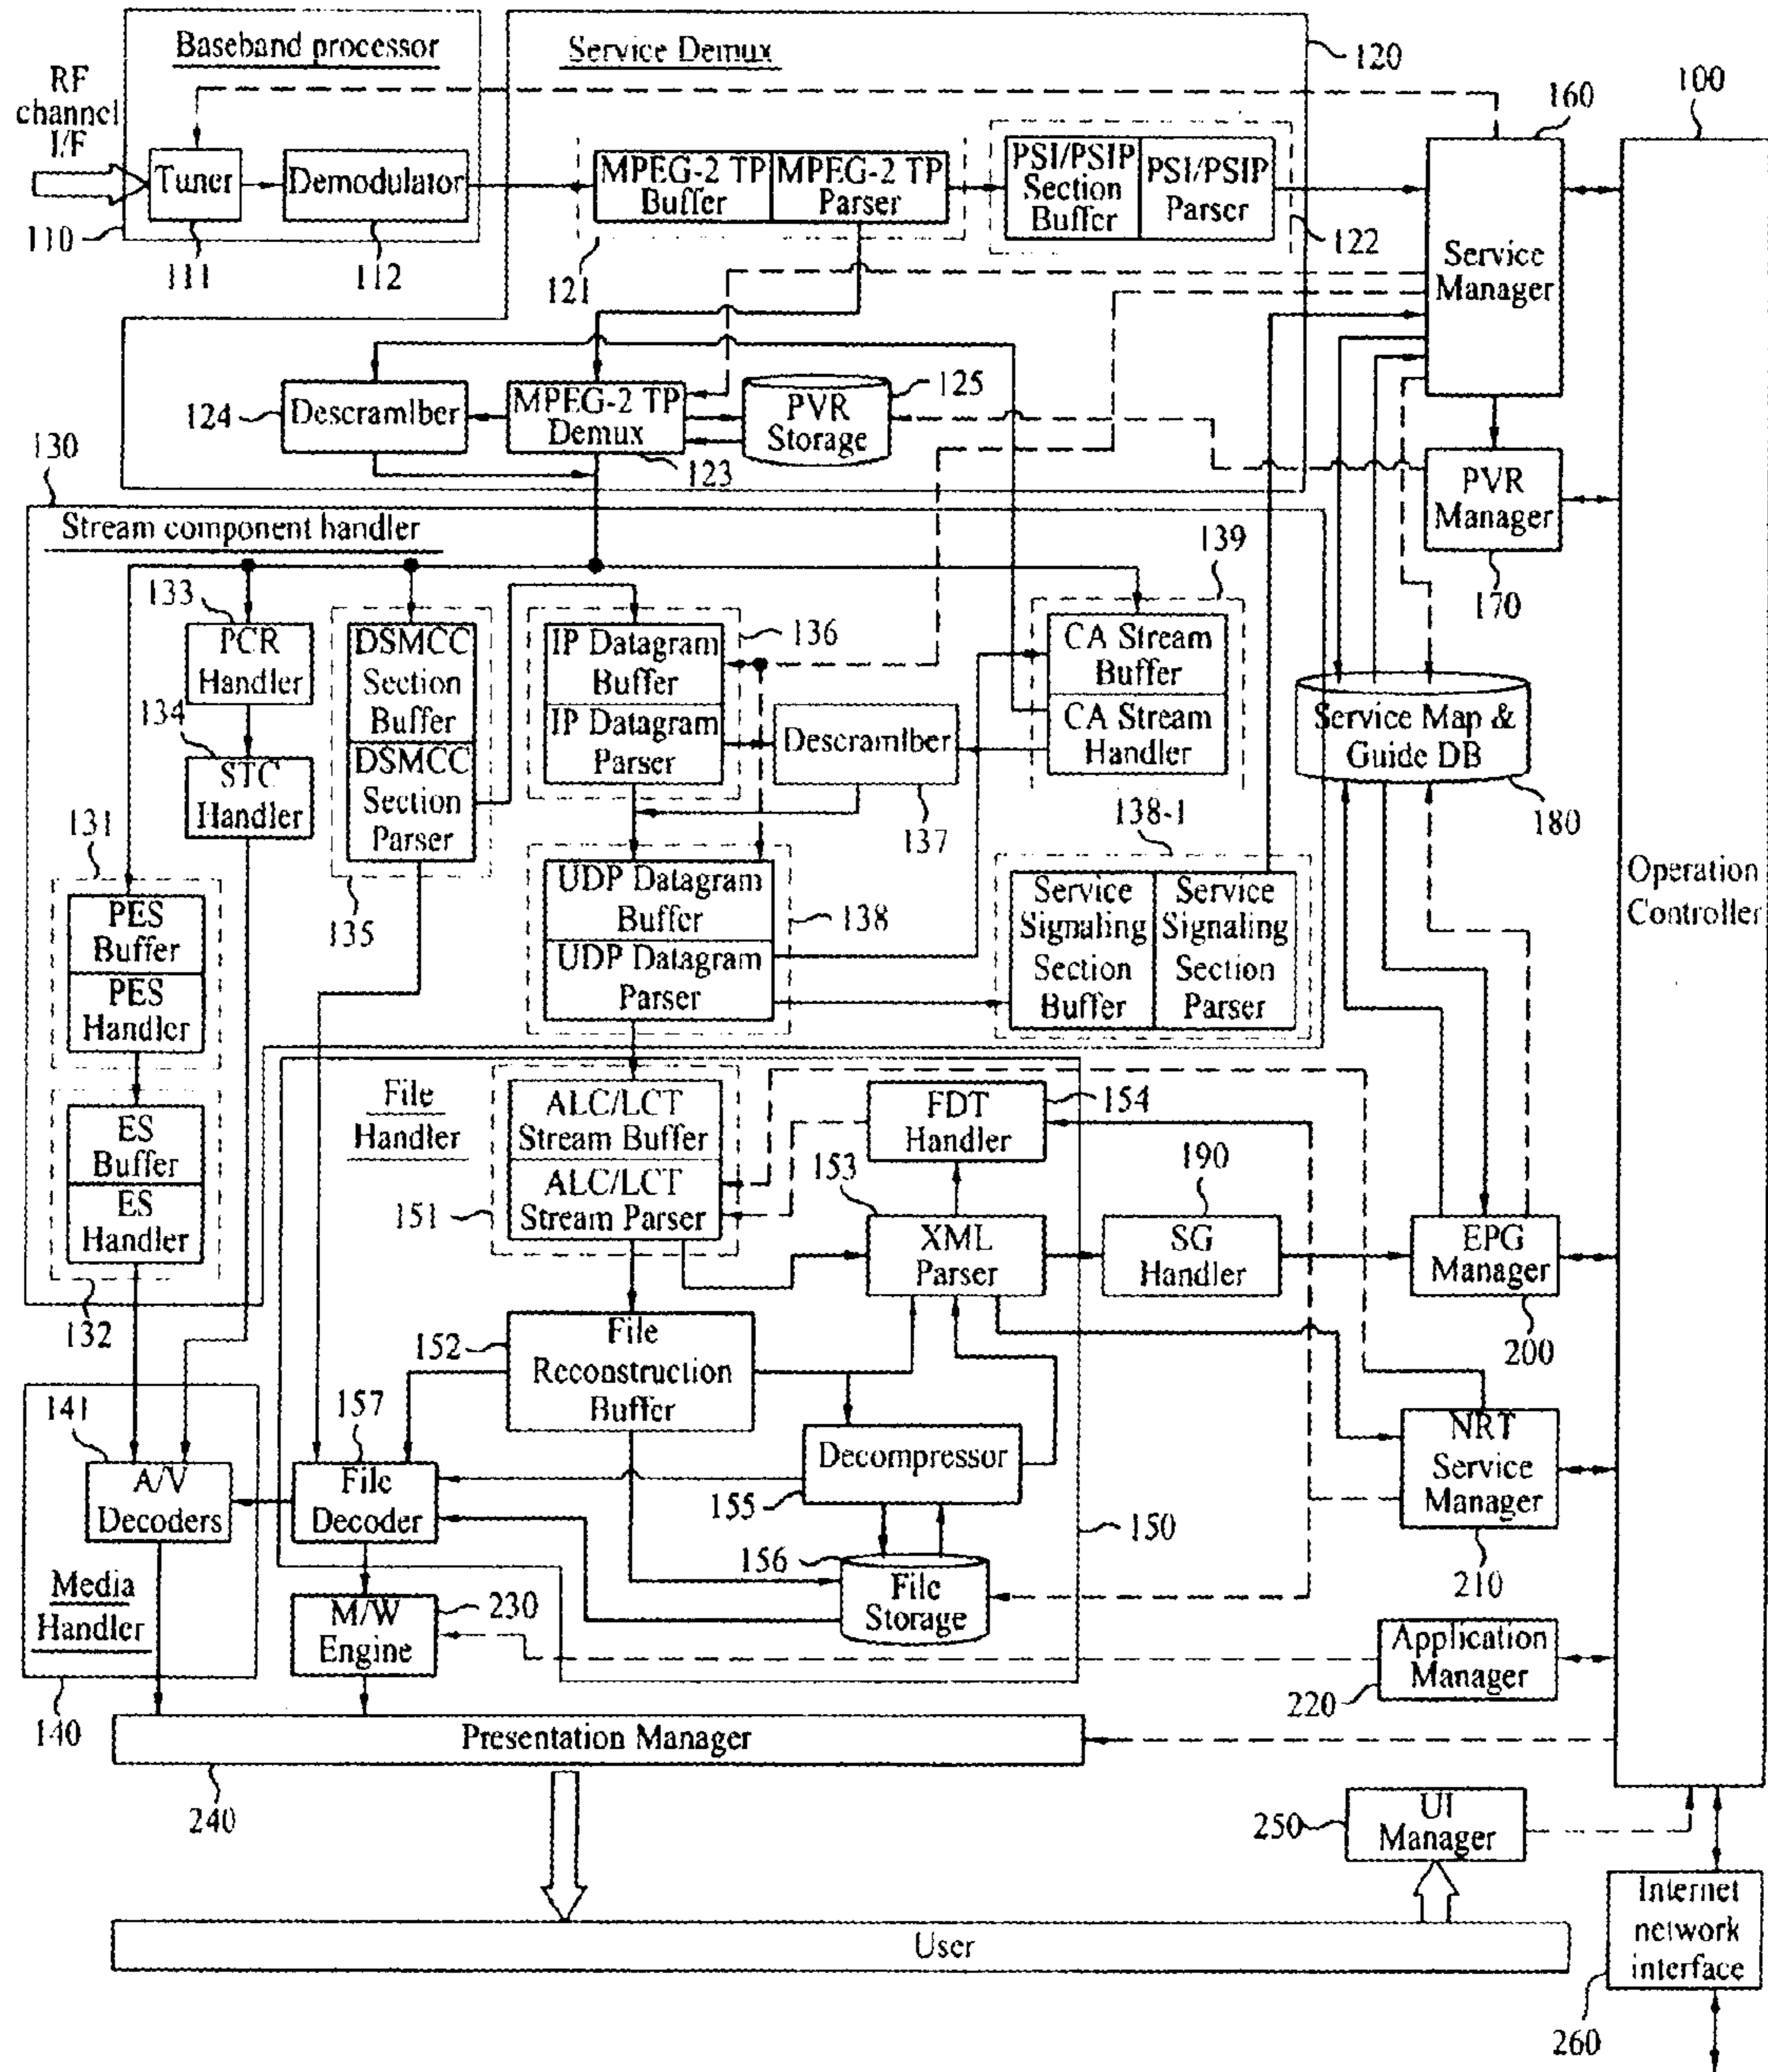 Baseband processor
Service Demux
120
RF
channel
I/F
160
100
Tuner
Demodulator
MPEG-2 TP
Buffer
MPEG-2 TP
Parser
PSI/PSIP
Section
Buffer
PSI/PSIP
Parser
110
111
112
121
122
Service
Manager
124
Descramlber
MPEG-2 TP
Demux
123
PVR
Storage
125
130
PVR
Manager
170
Stream component handler
139
133
PCR
Handler
134
STC
Handler
DSMCC
Section
Buffer
DSMCC
Section
Parser
135
IP Datagram
Buffer
IP Datagram
Parser
136
Descramlber
137
CA Stream
Buffer
CA Stream
Handler
Service Map &
Guide DB
180
138-1
131
PES
Buffer
PES
Handler
UDP Datagram
Buffer
UDP Datagram
Parser
138
Service
Signaling
Section
Buffer
Service
Signaling
Section
Parser
Operation
Controller
ES
Buffer
ES
Handler
132
File
Handler
ALC/LCT
Stream Buffer
ALC/LCT
Stream Parser
151
FDT
Handler
154
153
XML
Parser
190
SG
Handler
EPG
Manager
200
152
File
Reconstruction
Buffer
141
A/V
Decoders
157
File
Decoder
Decompressor
155
NRT
Service
Manager
210
150
156
File
Storage
Media
Handler
140
M/W
Engine
230
Application
Manager
220
Presentation Manager
240
250
UI
Manager
User
Internet
network
interface
260